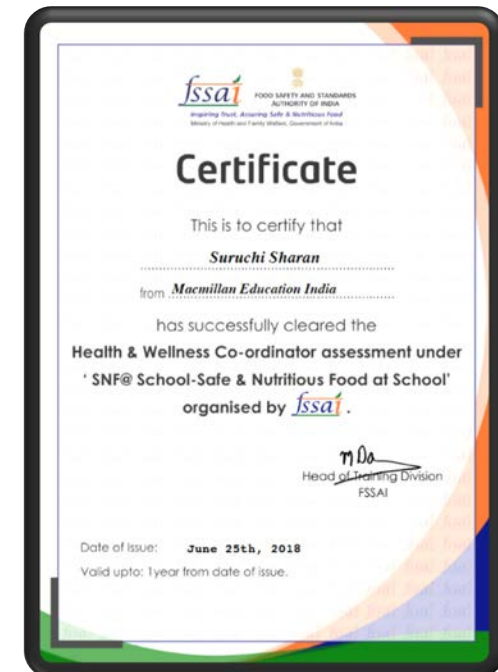 fssai
FOOD SAFETY AND STANDARDS
AUTHORITY OF INDIA
Inspiring Trust, Assuring Safe & Nutritious Food
Ministry of Health and Family Welfare, Government of India
Certificate
This is to certify that
Suruchi Sharan
from Macmillan Education India
has successfully cleared the
Health & Wellness Co-ordinator assessment under
‘ SNF@ School-Safe & Nutritious Food at School’
organised by fssai .
Head of Training Division
FSSAI
Date of Issue: June 25th, 2018
Valid upto: 1year from date of issue.